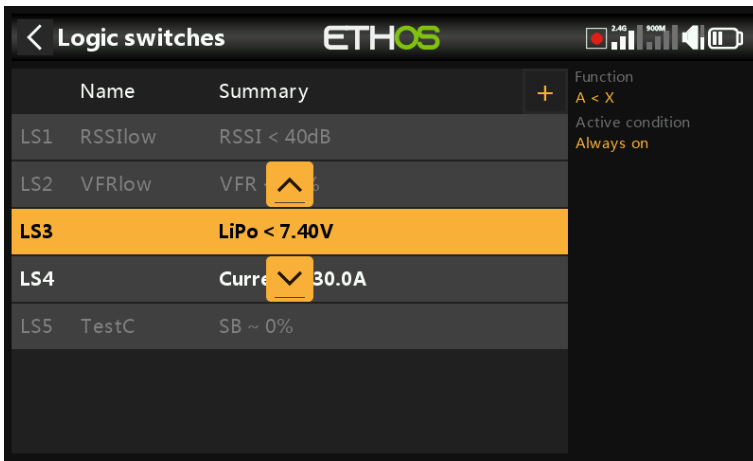 Logic switches
ETHOS
2.4G
900M
Name Summary +
Function
A < X
Active condition
Always on
LS1 RSSIlow RSSI < 40dB
LS2 VFRlow VFR
LS3 LiPo < 7.40V
LS4 Curre 30.0A
LS5 TestC SB ~ 0%